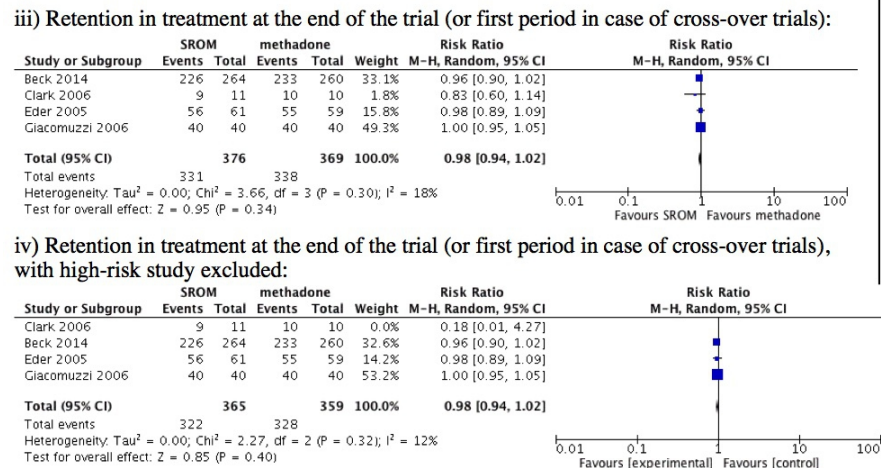 iii) Retention in treatment at the end of the trial (or first period in case of cross-over trials):
SROM methadone Risk Ratio Risk Ratio
Study or Subgroup Events Total Events Total Weight M-H, Random, 95% CI M-H, Random, 95% CI
Beck 2014 226 264 233 260 33.1% 0.96 [0.90, 1.02]
Clark 2006 9 11 10 10 1.8% 0.83 [0.60, 1.14]
Eder 2005 56 61 55 59 15.8% 0.98 [0.89, 1.09]
Giacomuzzi 2006 40 40 40 40 49.3% 1.00 [0.95, 1.05]
Total (95% CI) 376 369 100.0% 0.98 [0.94, 1.02]
Total events 331 338
Heterogeneity: Tau² = 0.00; Chi² = 3.66, df = 3 (P = 0.30); I² = 18%
Test for overall effect: Z = 0.95 (P = 0.34)
0.01 0.1 1 10 100
Favours SROM Favours methadone
iv) Retention in treatment at the end of the trial (or first period in case of cross-over trials),
with high-risk study excluded:
SROM methadone Risk Ratio Risk Ratio
Study or Subgroup Events Total Events Total Weight M-H, Random, 95% CI M-H, Random, 95% CI
Clark 2006 9 11 10 10 0.0% 0.18 [0.01, 4.27]
Beck 2014 226 264 233 260 32.6% 0.96 [0.90, 1.02]
Eder 2005 56 61 55 59 14.2% 0.98 [0.89, 1.09]
Giacomuzzi 2006 40 40 40 40 53.2% 1.00 [0.95, 1.05]
Total (95% CI) 365 359 100.0% 0.98 [0.94, 1.02]
Total events 322 328
Heterogeneity: Tau² = 0.00; Chi² = 2.27, df = 2 (P = 0.32); I² = 12%
Test for overall effect: Z = 0.85 (P = 0.40)
0.01 0.1 1 10 100
Favours [experimental] Favours [control]